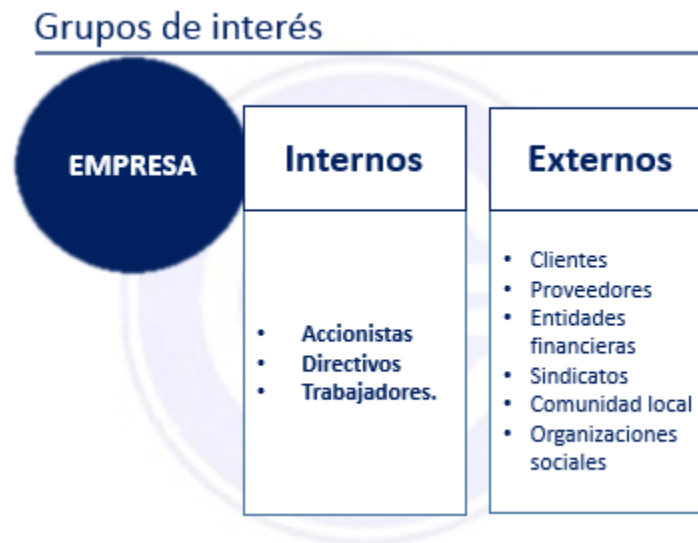 Grupos de interés
EMPRESA
Internos
• Accionistas
• Directivos
• Trabajadores.
Externos
• Clientes
• Proveedores
• Entidades
financieras
• Sindicatos
• Comunidad local
• Organizaciones
sociales